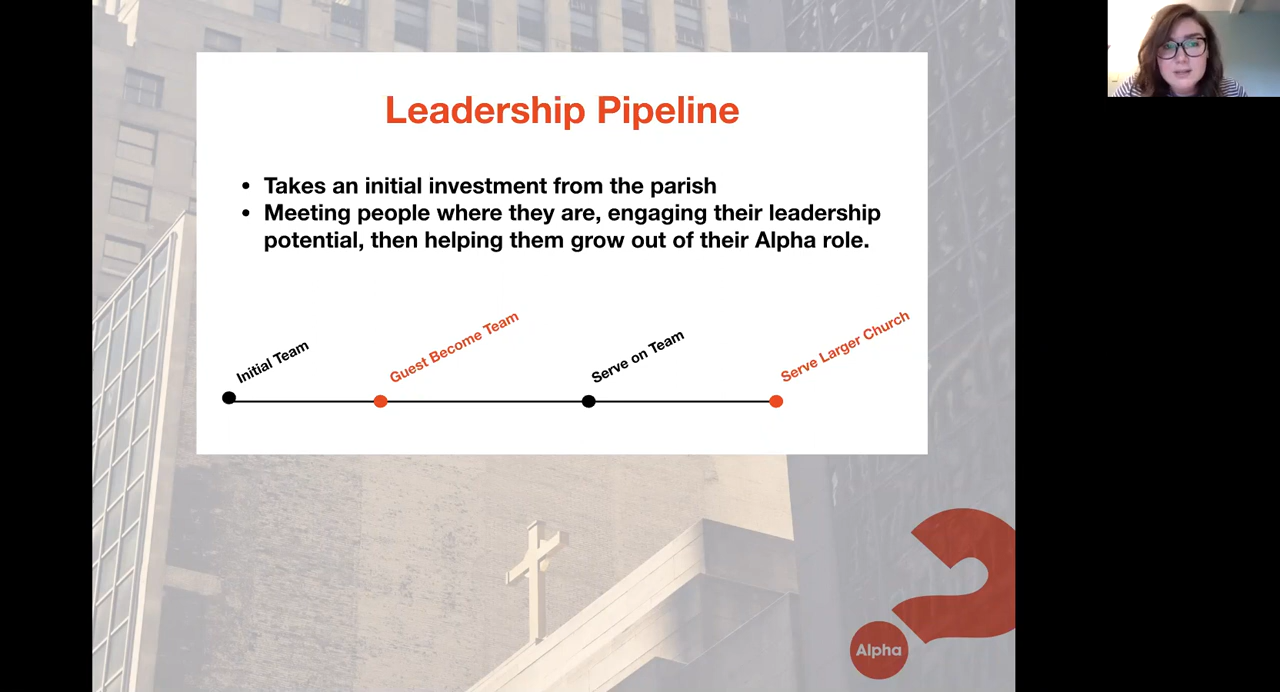 Leadership Pipeline
• Takes an initial investment from the parish
• Meeting people where they are, engaging their leadership
potential, then helping them grow out of their Alpha role.
Initial Team
Guest Become Team
Serve on Team
Serve Larger Church
Alpha